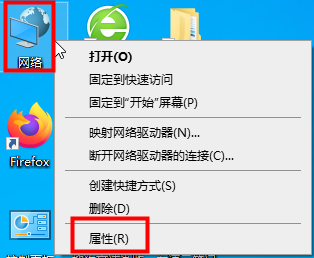 网络
打开(O)
固定到快速访问
固定到"开始"屏幕(P)
映射网络驱动器(N)...
断开网络驱动器的连接(C)...
创建快捷方式(S)
删除(D)
属性(R)
Firefox